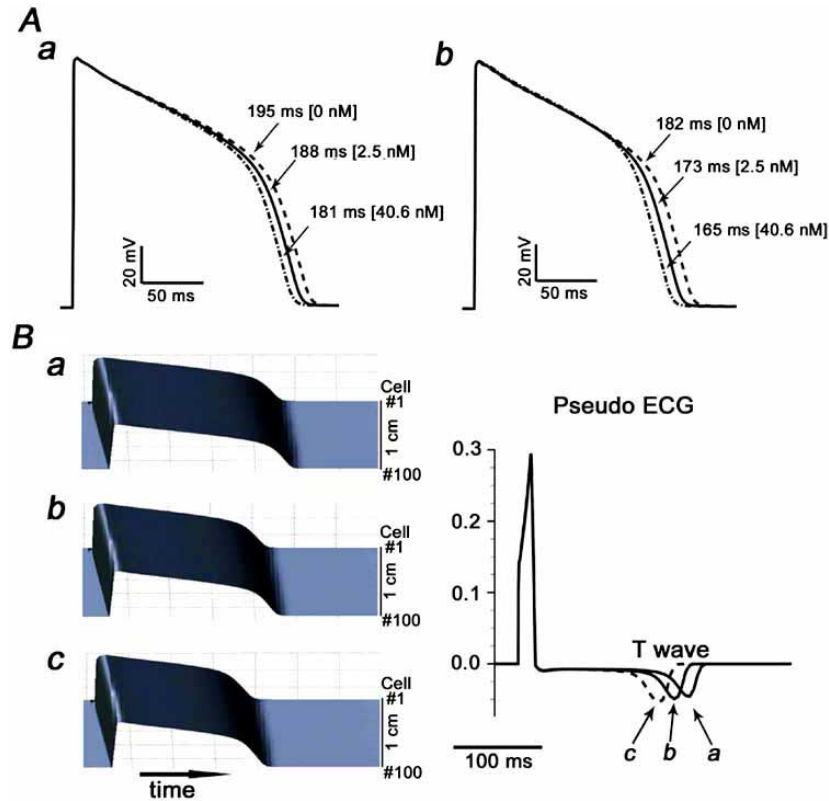 A
a
195 ms [0 nM]
188 ms [2.5 nM]
181 ms [40.6 nM]
20 mV
50 ms
b
182 ms [0 nM]
173 ms [2.5 nM]
165 ms [40.6 nM]
20 mV
50 ms
B
a
Cell
#1
1 cm
#100
b
Cell
#1
1 cm
#100
c
Cell
#1
1 cm
#100
time
Pseudo ECG
0.3
0.2
0.1
0.0
T wave
c
b
a
100 ms